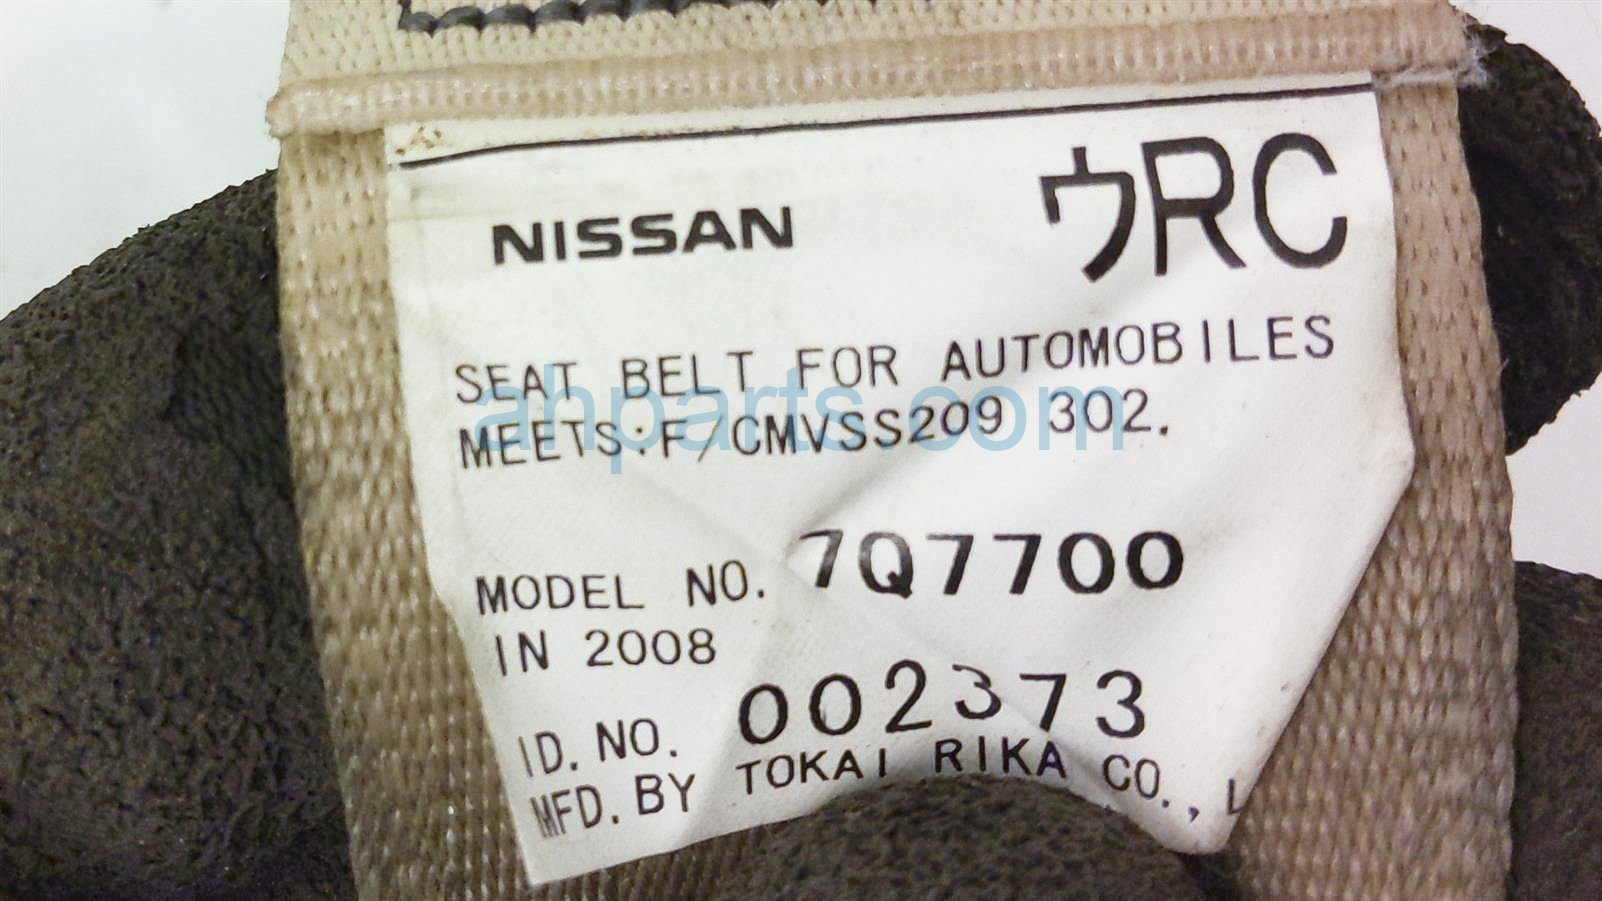 NISSAN ウRC
SEAT BELT FOR AUTOMOBILES
MEETS:F/CMVSS209 302.
ahparts.com
MODEL NO. 7Q7700
IN 2008
ID. NO. 002373
MFD. BY TOKAI RIKA CO., L